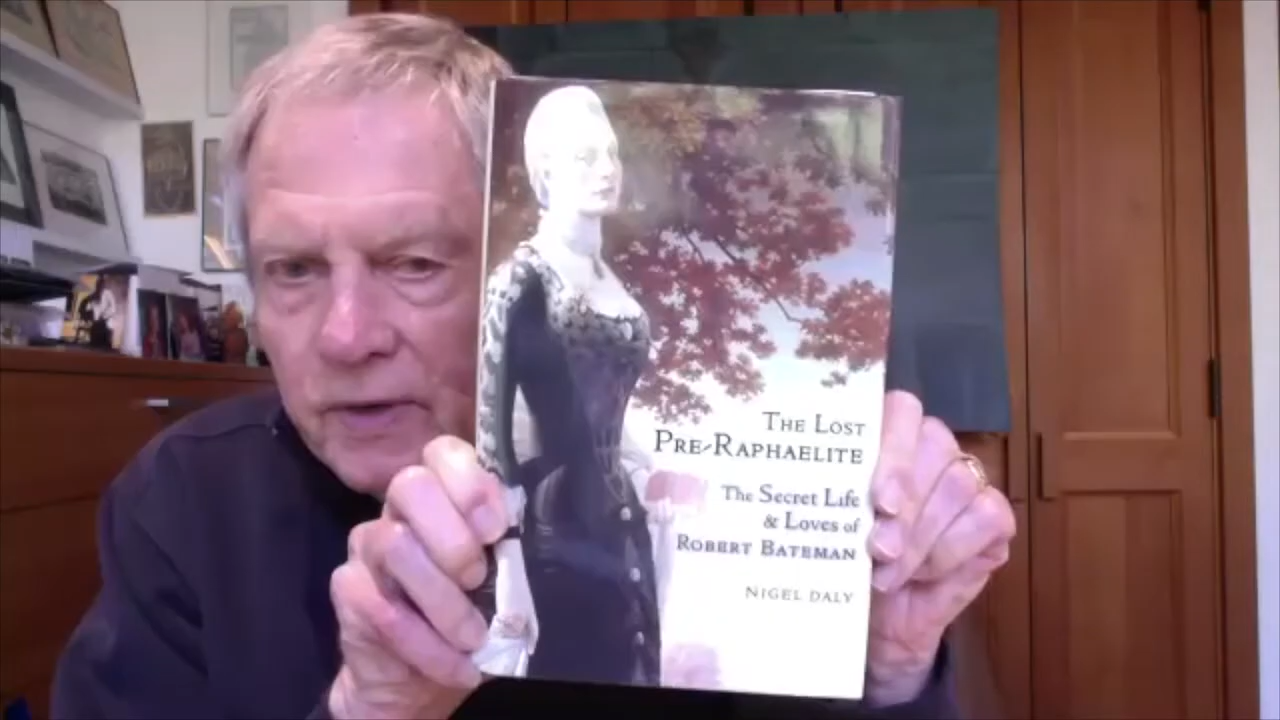 The Lost
Pre-Raphaelite
The Secret Life
& Loves of
Robert Bateman
NIGEL DALY